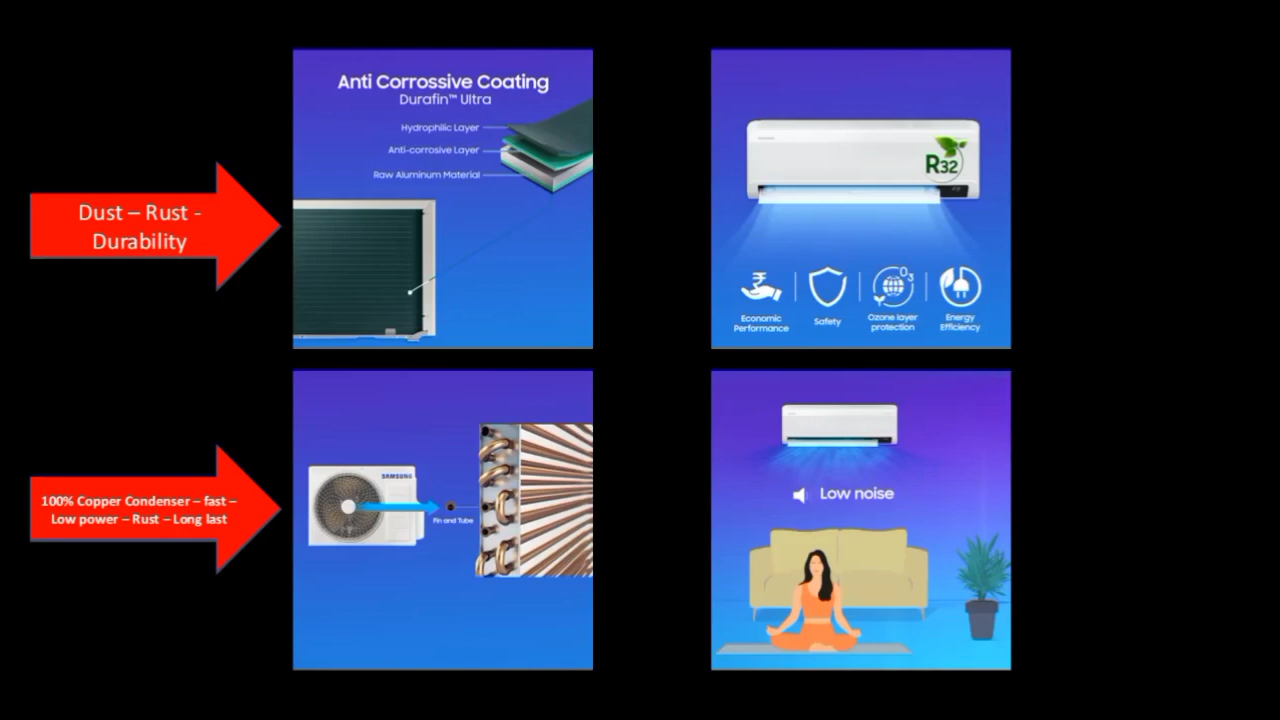 Dust – Rust -
Durability
Anti Corrossive Coating
Durafin™ Ultra
Hydrophilic Layer
Anti-corrosive Layer
Raw Aluminum Material
R32
₹
O3
Economic
Performance
Safety
Ozone layer
protection
Energy
Efficiency
100% Copper Condenser – fast –
Low power – Rust – Long last
SAMSUNG
Fin and Tube
Low noise